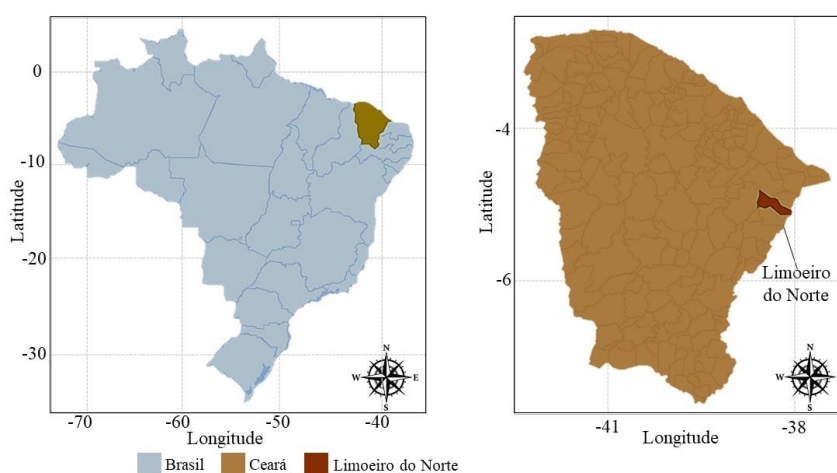 0
-10
-20
-30
Latitude
-70
-60
-50
-40
Longitude
N
W E
S
-4
-6
Latitude
Limoeiro
do Norte
-41
-38
Longitude
N
W E
S
Brasil Ceará Limoeiro do Norte